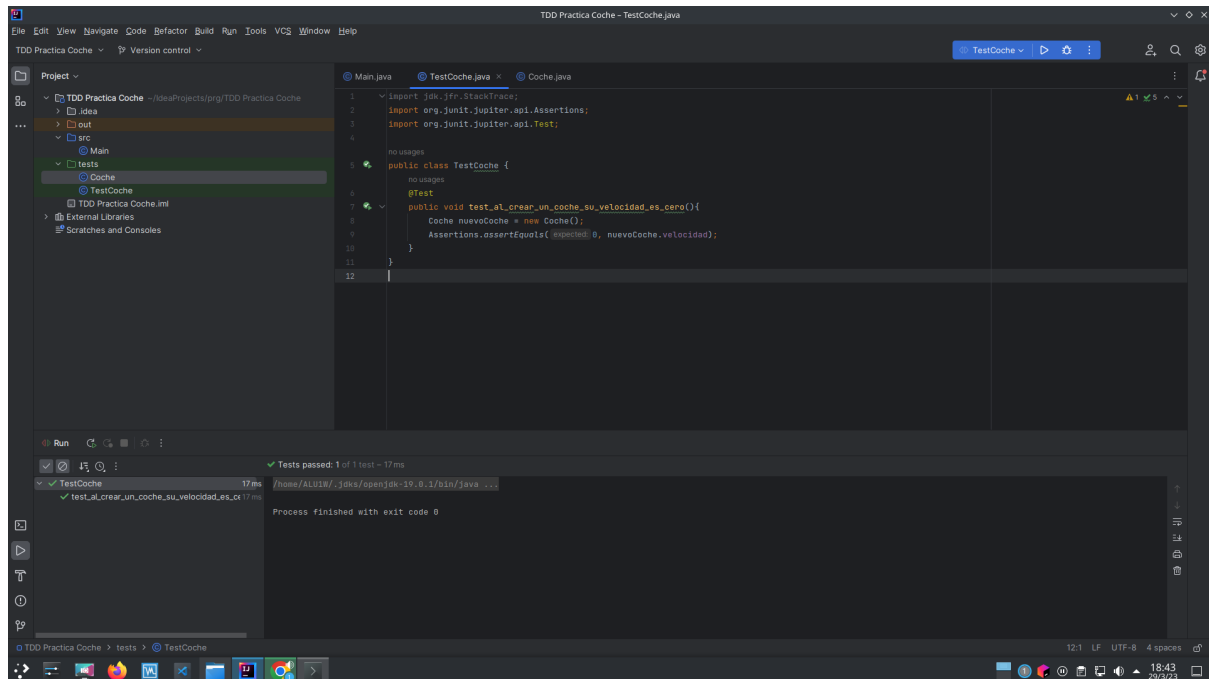 TDD Practica Coche – TestCoche.java
File Edit View Navigate Code Refactor Build Run Tools VCS Window Help
TDD Practica Coche Version control TestCoche
Project Main.java TestCoche.java Coche.java
TDD Practica Coche ~/IdeaProjects/prg/TDD Practica Coche
.idea
out
src
Main
tests
Coche
TestCoche
TDD Practica Coche.iml
External Libraries
Scratches and Consoles
1 import jdk.jfr.StackTrace;
2 import org.junit.jupiter.api.Assertions;
3 import org.junit.jupiter.api.Test;
4
no usages
5 public class TestCoche {
no usages
6 @Test
7 public void test_al_crear_un_coche_su_velocidad_es_cero(){
8 Coche nuevoCoche = new Coche();
9 Assertions.assertEquals( expected: 0, nuevoCoche.velocidad);
10 }
11 }
12
1 5
Run
Tests passed: 1 of 1 test – 17 ms
TestCoche 17 ms
test_al_crear_un_coche_su_velocidad_es_ce 17 ms
/home/ALU1W/.jdks/openjdk-19.0.1/bin/java ...
Process finished with exit code 0
TDD Practica Coche > tests > TestCoche 12:1 LF UTF-8 4 spaces
18:43
29/3/23